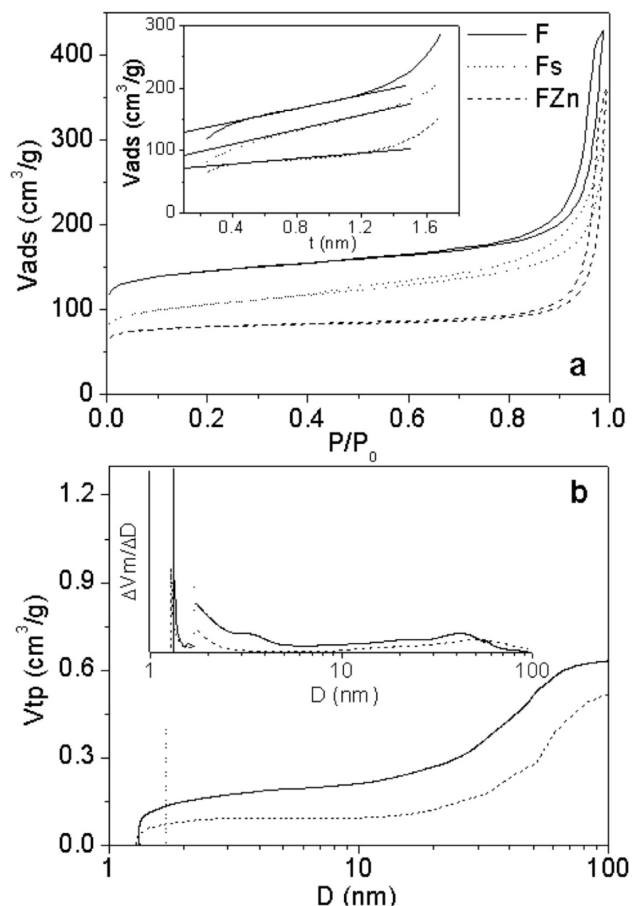 400
300
200
100
0
Vads (cm³/g)
300
200
100
0
Vads (cm³/g)
0.4 0.8 1.2 1.6
t (nm)
F
Fs
FZn
a
0.0 0.2 0.4 0.6 0.8 1.0
P/P₀
1.2
0.9
0.6
0.3
0.0
Vtp (cm³/g)
b
ΔVm/ΔD
1 10 100
D (nm)
1 10 100
D (nm)